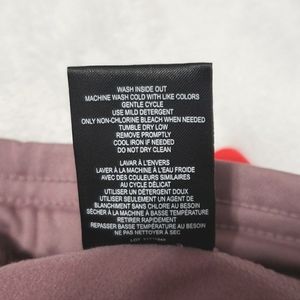 WASH INSIDE OUT
MACHINE WASH COLD WITH LIKE COLORS
GENTLE CYCLE
USE MILD DETERGENT
ONLY NON-CHLORINE BLEACH WHEN NEEDED
TUMBLE DRY LOW
REMOVE PROMPTLY
COOL IRON IF NEEDED
DO NOT DRY CLEAN
LAVAR À L'ENVERS
LAVER À LA MACHINE À L'EAU FROIDE
AVEC DES COULEURS SIMILAIRES
AU CYCLE DÉLICAT
UTILISER UN DÉTERGENT DOUX
UTILISER SEULEMENT UN AGENT DE
BLANCHIMENT SANS CHLORE AU BESOIN
SÉCHER À LA MACHINE À BASSE TEMPÉRATURE
RETIRER RAPIDEMENT
REPASSER BASSE TEMPÉRATURE AU BESOIN
NE PAS NETTOYER À SEC
LOT